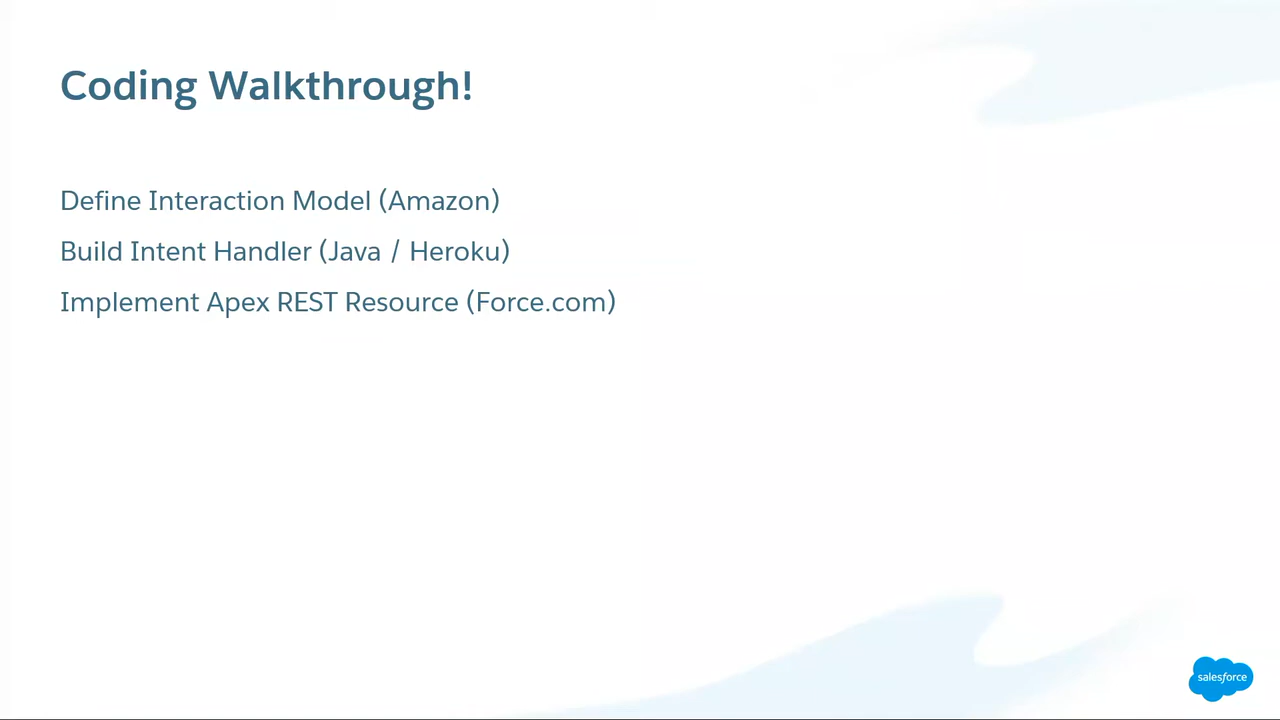 Coding Walkthrough!
Define Interaction Model (Amazon)
Build Intent Handler (Java / Heroku)
Implement Apex REST Resource (Force.com)
salesforce